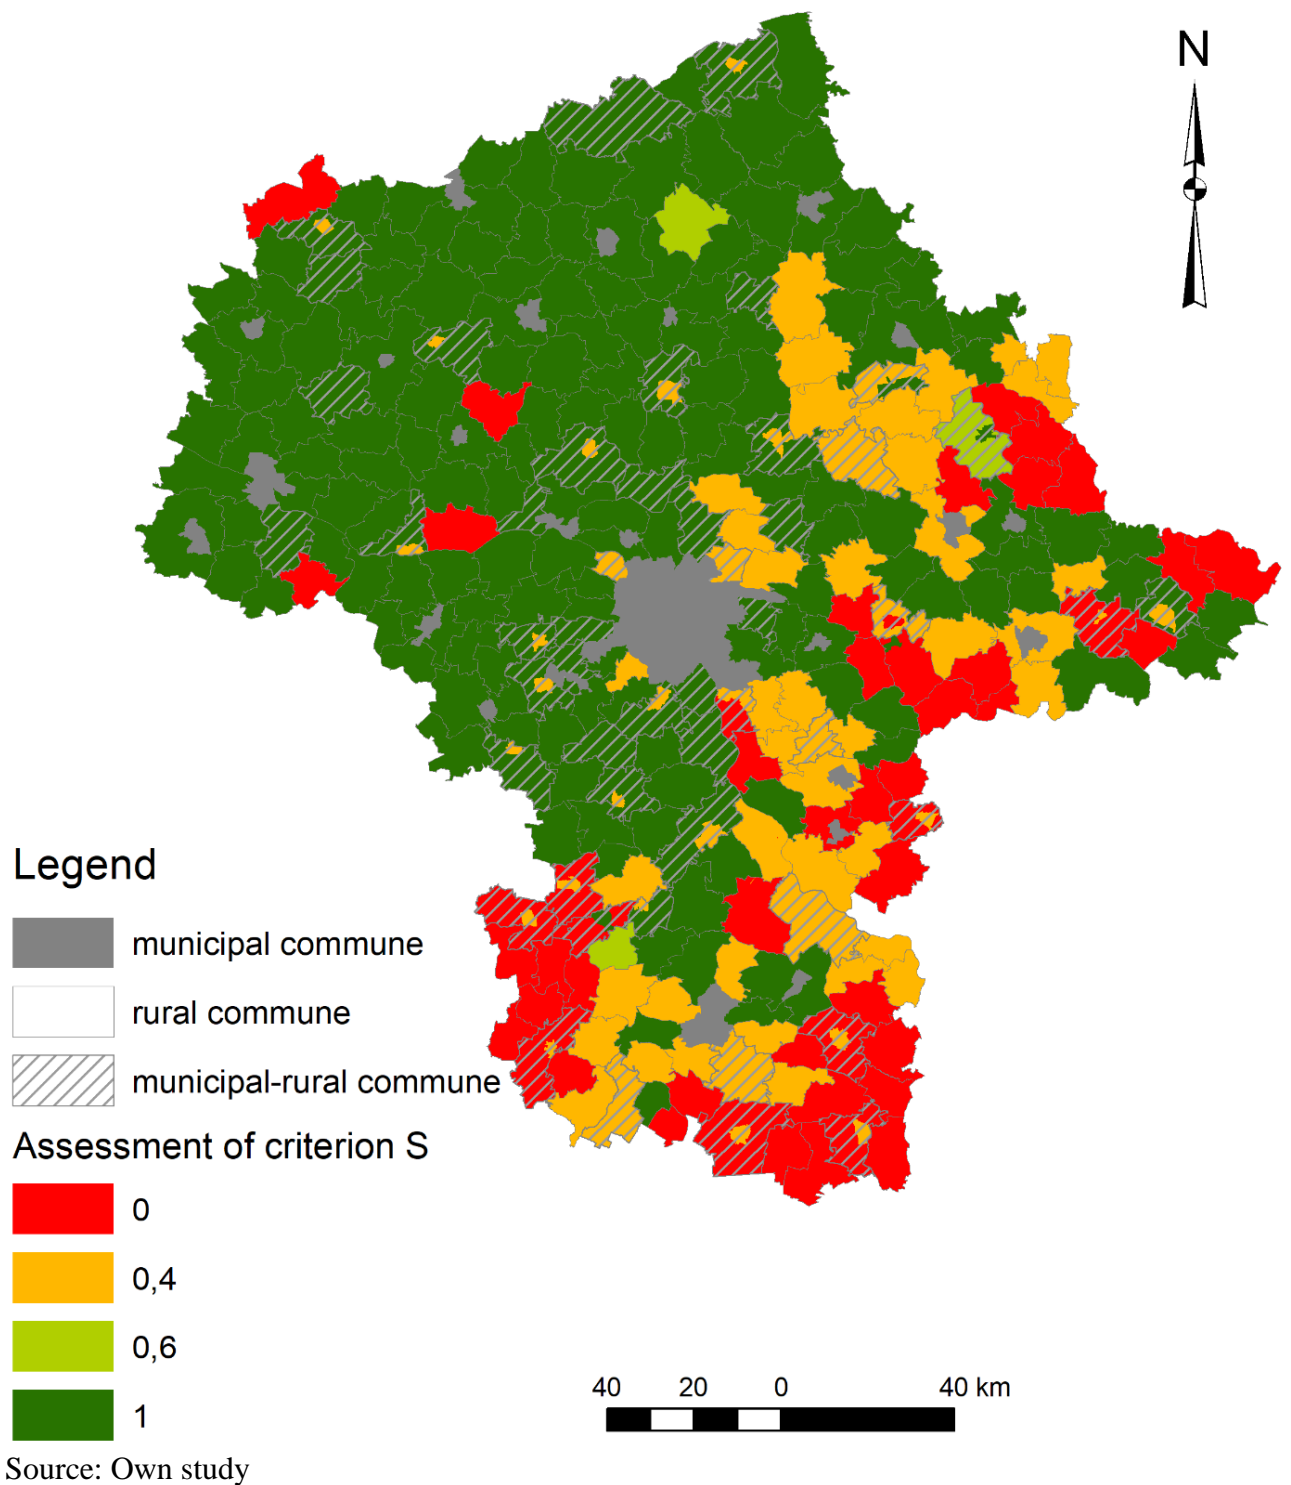 N
Legend
municipal commune
rural commune
municipal-rural commune
Assessment of criterion S
0
0,4
0,6
1
40 20 0 40 km
Source: Own study